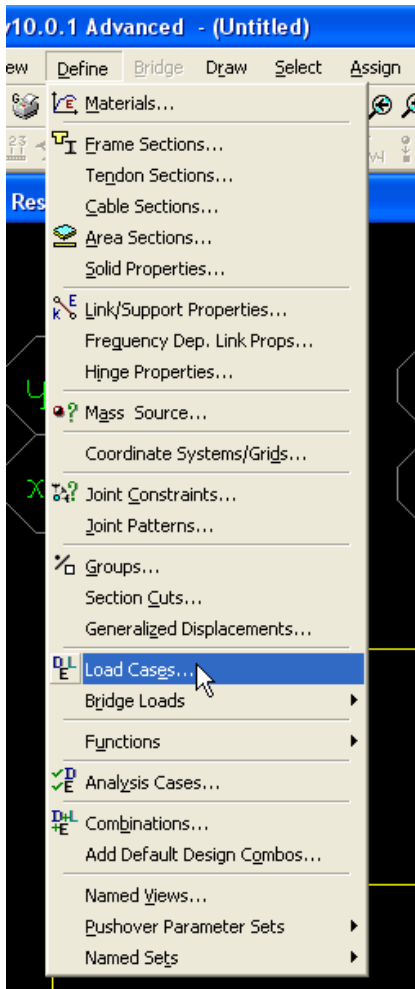 v10.0.1 Advanced - (Untitled)
ew Define Bridge Draw Select Assign
Materials...
Frame Sections...
Tendon Sections...
Cable Sections...
Res
Area Sections...
Solid Properties...
Link/Support Properties...
Frequency Dep. Link Props...
Hinge Properties...
Mass Source...
Coordinate Systems/Grids...
Joint Constraints...
Joint Patterns...
Groups...
Section Cuts...
Generalized Displacements...
Load Cases...
Bridge Loads
Functions
Analysis Cases...
Combinations...
Add Default Design Combos...
Named Views...
Pushover Parameter Sets
Named Sets